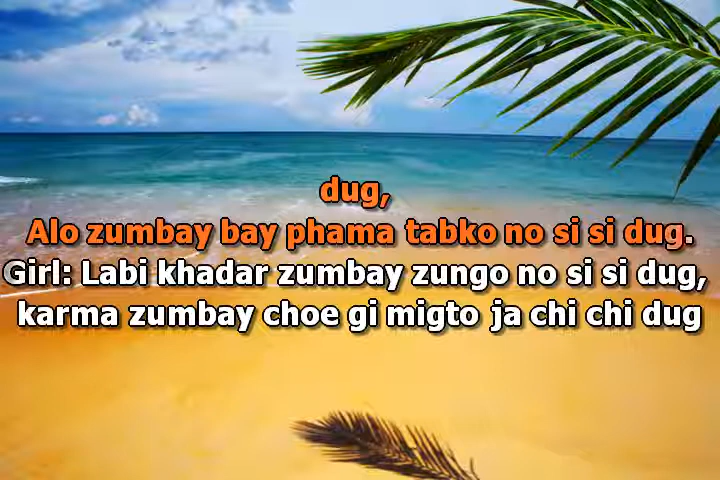 dug,
Alo zumbay bay phama tabko no si si dug.
Girl: Labi khadar zumbay zungo no si si dug,
karma zumbay choe gi migto ja chi chi dug